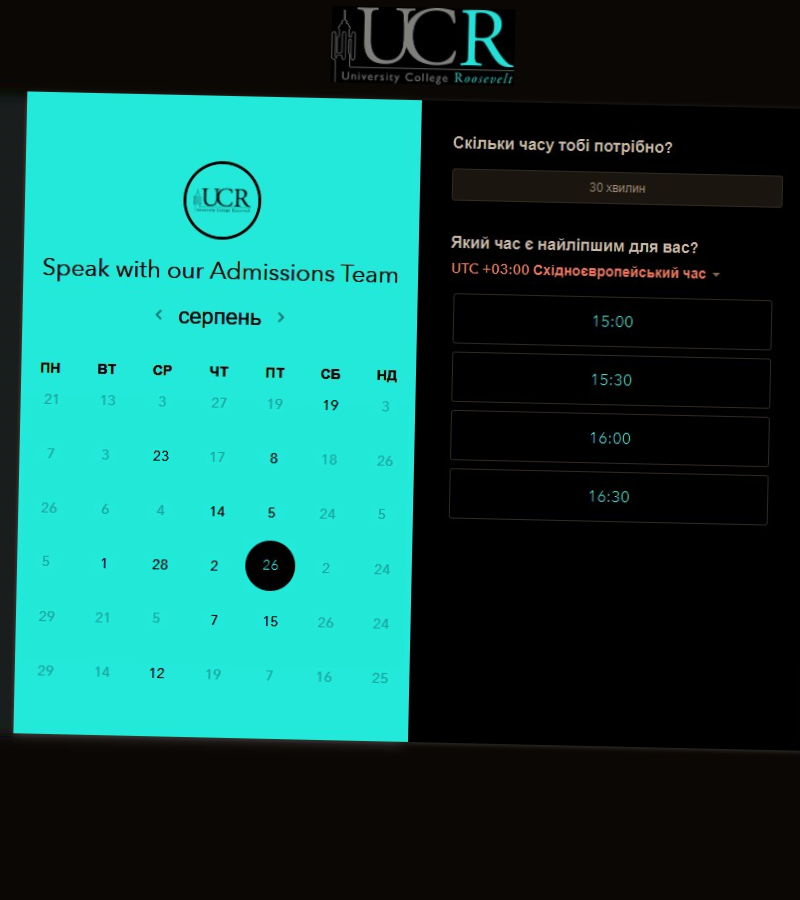 UCR
University College Roosevelt
UCR
University College Roosevelt
Speak with our Admissions Team
серпень
ПН ВТ СР ЧТ ПТ СБ НД
21 13 3 27 19 19 3
7 3 23 17 8 18 26
26 6 4 14 5 24 5
5 1 28 2 26 2 24
29 21 5 7 15 26 24
29 14 12 19 7 16 25
Скільки часу тобі потрібно?
30 хвилин
Який час є найліпшим для вас?
UTC +03:00 Східноєвропейський час
15:00
15:30
16:00
16:30